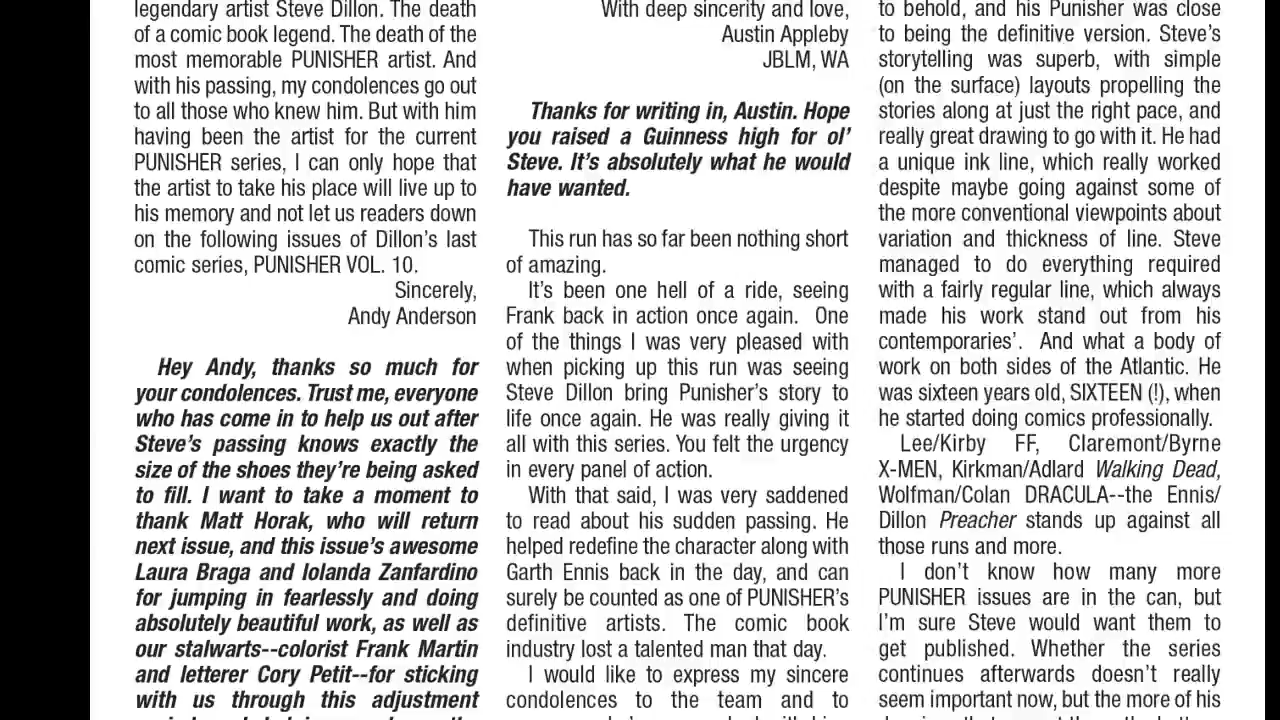 legendary artist Steve Dillon. The death
of a comic book legend. The death of the
most memorable PUNISHER artist. And
with his passing, my condolences go out
to all those who knew him. But with him
having been the artist for the current
PUNISHER series, I can only hope that
the artist to take his place will live up to
his memory and not let us readers down
on the following issues of Dillon's last
comic series, PUNISHER VOL. 10.
Sincerely,
Andy Anderson
Hey Andy, thanks so much for
your condolences. Trust me, everyone
who has come in to help us out after
Steve's passing knows exactly the
size of the shoes they're being asked
to fill. I want to take a moment to
thank Matt Horak, who will return
next issue, and this issue's awesome
Laura Braga and Iolanda Zanfardino
for jumping in fearlessly and doing
absolutely beautiful work, as well as
our stalwarts--colorist Frank Martin
and letterer Cory Petit--for sticking
with us through this adjustment
With deep sincerity and love,
Austin Appleby
JBLM, WA
Thanks for writing in, Austin. Hope
you raised a Guinness high for ol'
Steve. It's absolutely what he would
have wanted.
This run has so far been nothing short
of amazing.
It's been one hell of a ride, seeing
Frank back in action once again. One
of the things I was very pleased with
when picking up this run was seeing
Steve Dillon bring Punisher's story to
life once again. He was really giving it
all with this series. You felt the urgency
in every panel of action.
With that said, I was very saddened
to read about his sudden passing. He
helped redefine the character along with
Garth Ennis back in the day, and can
surely be counted as one of PUNISHER's
definitive artists. The comic book
industry lost a talented man that day.
I would like to express my sincere
condolences to the team and to
to behold, and his Punisher was close
to being the definitive version. Steve's
storytelling was superb, with simple
(on the surface) layouts propelling the
stories along at just the right pace, and
really great drawing to go with it. He had
a unique ink line, which really worked
despite maybe going against some of
the more conventional viewpoints about
variation and thickness of line. Steve
managed to do everything required
with a fairly regular line, which always
made his work stand out from his
contemporaries'. And what a body of
work on both sides of the Atlantic. He
was sixteen years old, SIXTEEN (!), when
he started doing comics professionally.
Lee/Kirby FF, Claremont/Byrne
X-MEN, Kirkman/Adlard Walking Dead,
Wolfman/Colan DRACULA--the Ennis/
Dillon Preacher stands up against all
those runs and more.
I don't know how many more
PUNISHER issues are in the can, but
I'm sure Steve would want them to
get published. Whether the series
continues afterwards doesn't really
seem important now, but the more of his